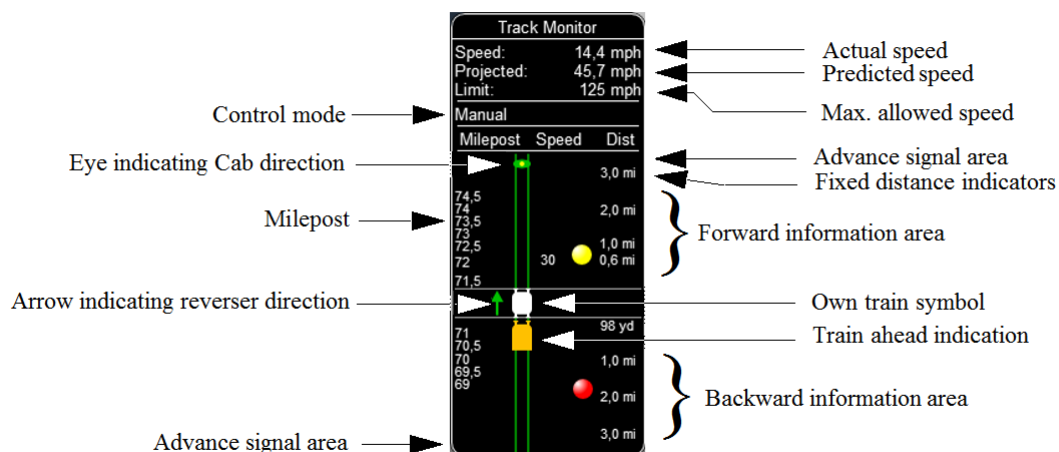 Track Monitor
Speed: 14,4 mph
Actual speed
Projected: 45,7 mph
Predicted speed
Limit: 125 mph
Max. allowed speed
Control mode
Manual
Milepost Speed Dist
Eye indicating Cab direction
Advance signal area
3,0 mi
Fixed distance indicators
74,5
74
2,0 mi
Milepost
73,5
73
Forward information area
72,5
1,0 mi
72
30
0,6 mi
71,5
Arrow indicating reverser direction
Own train symbol
98 yd
71
Train ahead indication
70,5
70
1,0 mi
69,5
69
2,0 mi
Backward information area
3,0 mi
Advance signal area